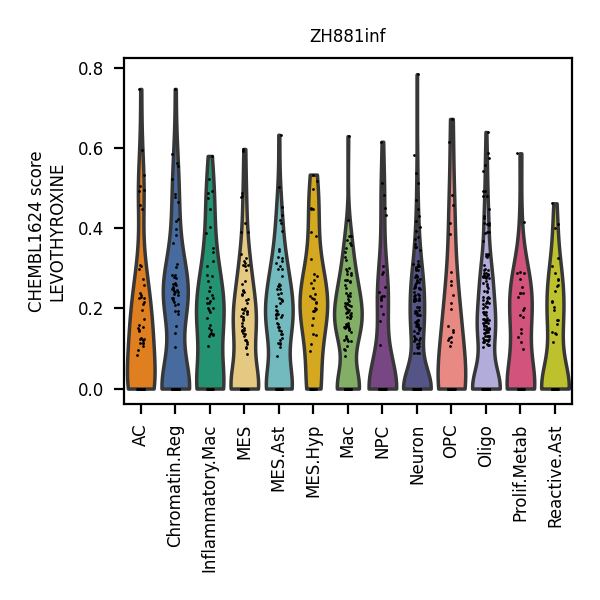 ZH881inf
CHEMBL1624 score
LEVOTHYROXINE
0.8
0.6
0.4
0.2
0.0
AC
Chromatin.Reg
Inflammatory.Mac
MES
MES.Ast
MES.Hyp
Mac
NPC
Neuron
OPC
Oligo
Prolif.Metab
Reactive.Ast